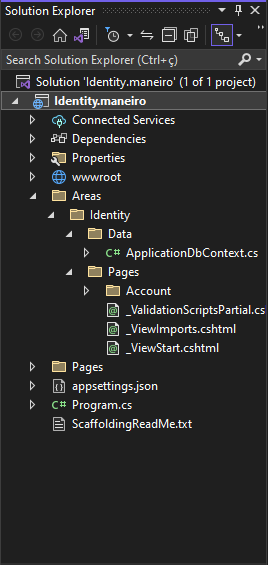 Solution Explorer
Search Solution Explorer (Ctrl+ç)
Solution 'Identity.maneiro' (1 of 1 project)
Identity.maneiro
Connected Services
Dependencies
Properties
wwwroot
Areas
Identity
Data
C# ApplicationDbContext.cs
Pages
Account
@ _ValidationScriptsPartial.cs
@ _ViewImports.cshtml
@ _ViewStart.cshtml
Pages
appsettings.json
C# Program.cs
ScaffoldingReadMe.txt